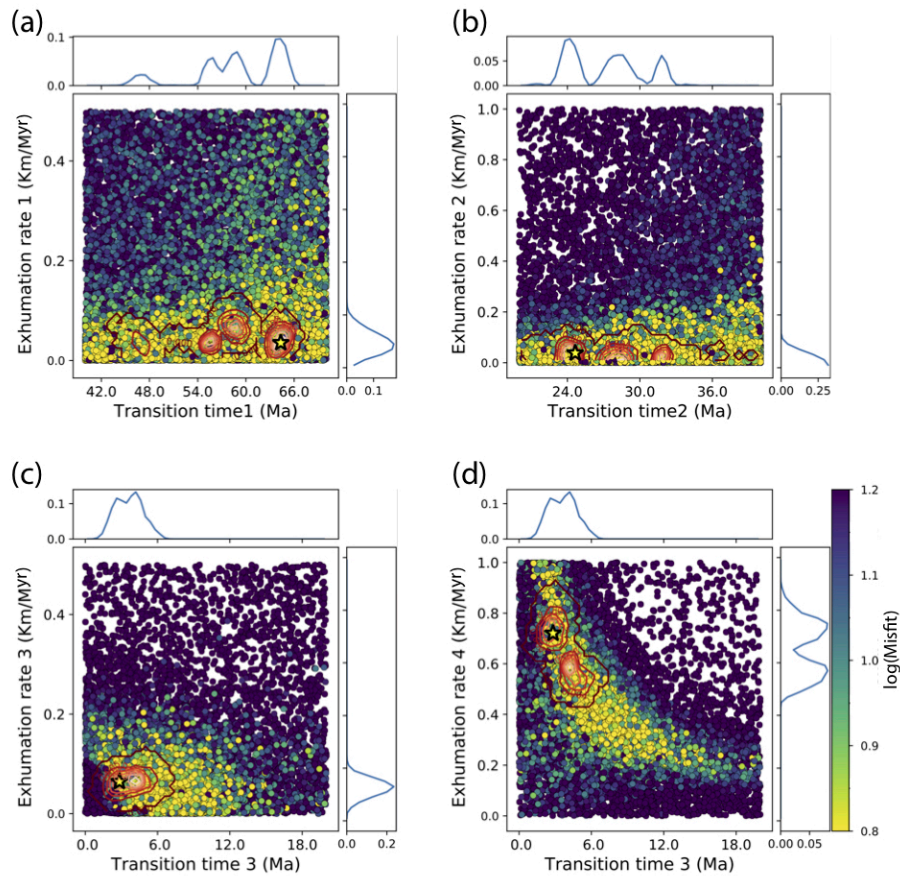 (a)
0.1
0.0
0.4
0.2
0.0
Exhumation rate 1 (Km/Myr)
42.0 48.0 54.0 60.0 66.0
Transition time1 (Ma)
0.0 0.1
(b)
0.05
0.00
1.0
0.8
0.6
0.4
0.2
0.0
Exhumation rate 2 (Km/Myr)
24.0 30.0 36.0
Transition time2 (Ma)
0.00 0.25
(c)
0.1
0.0
0.4
0.2
0.0
Exhumation rate 3 (Km/Myr)
0.0 6.0 12.0 18.0
Transition time 3 (Ma)
0.0 0.2
(d)
0.1
0.0
1.0
0.8
0.6
0.4
0.2
0.0
Exhumation rate 4 (Km/Myr)
0.0 6.0 12.0 18.0
Transition time 3 (Ma)
0.00 0.05
1.2
1.1
1.0
0.9
0.8
log(Misfit)